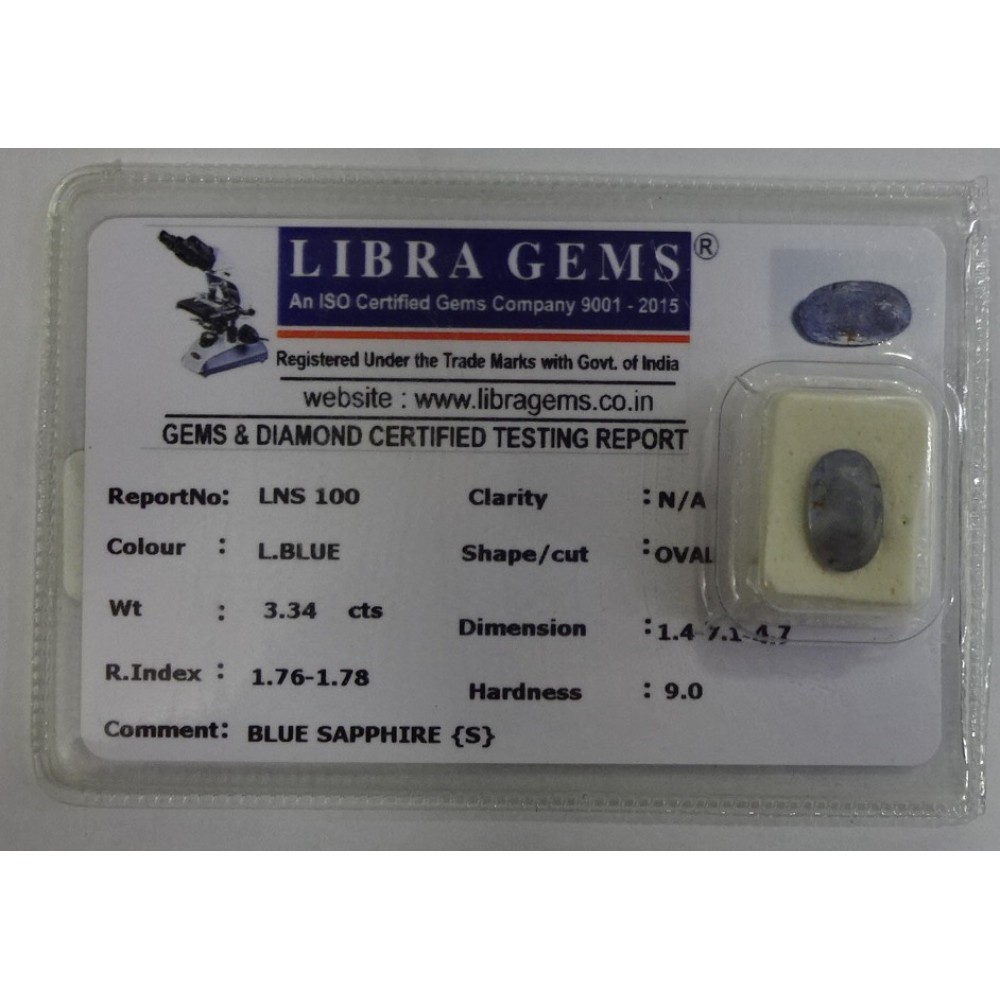 LIBRA GEMS ®
An ISO Certified Gems Company 9001 - 2015
Registered Under the Trade Marks with Govt. of India
website : www.libragems.co.in
GEMS & DIAMOND CERTIFIED TESTING REPORT
ReportNo: LNS 100
Clarity : N/A
Colour : L.BLUE
Shape/cut : OVAL
Wt : 3.34 cts
Dimension : 1.4-7.1-4.7
R.Index : 1.76-1.78
Hardness : 9.0
Comment: BLUE SAPPHIRE {S}